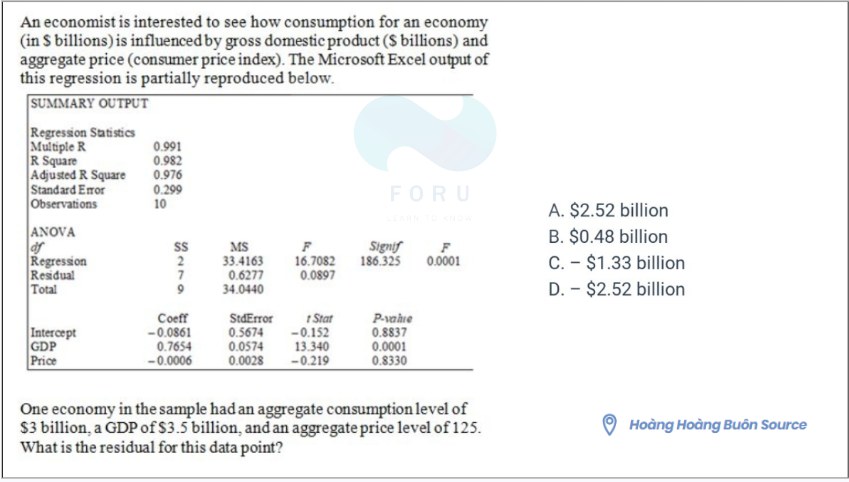 An economist is interested to see how consumption for an economy
(in $ billions) is influenced by gross domestic product ($ billions) and
aggregate price (consumer price index). The Microsoft Excel output of
this regression is partially reproduced below.
SUMMARY OUTPUT
Regression Statistics
Multiple R 0.991
R Square 0.982
Adjusted R Square 0.976
Standard Error 0.299
Observations 10
ANOVA
df SS MS F Signif F
Regression 2 33.4163 16.7082 186.325 0.0001
Residual 7 0.6277 0.0897
Total 9 34.0440
Coeff StdError t Stat P-value
Intercept – 0.0861 0.5674 – 0.152 0.8837
GDP 0.7654 0.0574 13.340 0.0001
Price – 0.0006 0.0028 – 0.219 0.8330
One economy in the sample had an aggregate consumption level of
$3 billion, a GDP of $3.5 billion, and an aggregate price level of 125.
What is the residual for this data point?
FORU
A. $2.52 billion
B. $0.48 billion
C. – $1.33 billion
D. – $2.52 billion
Hoàng Hoàng Buôn Source